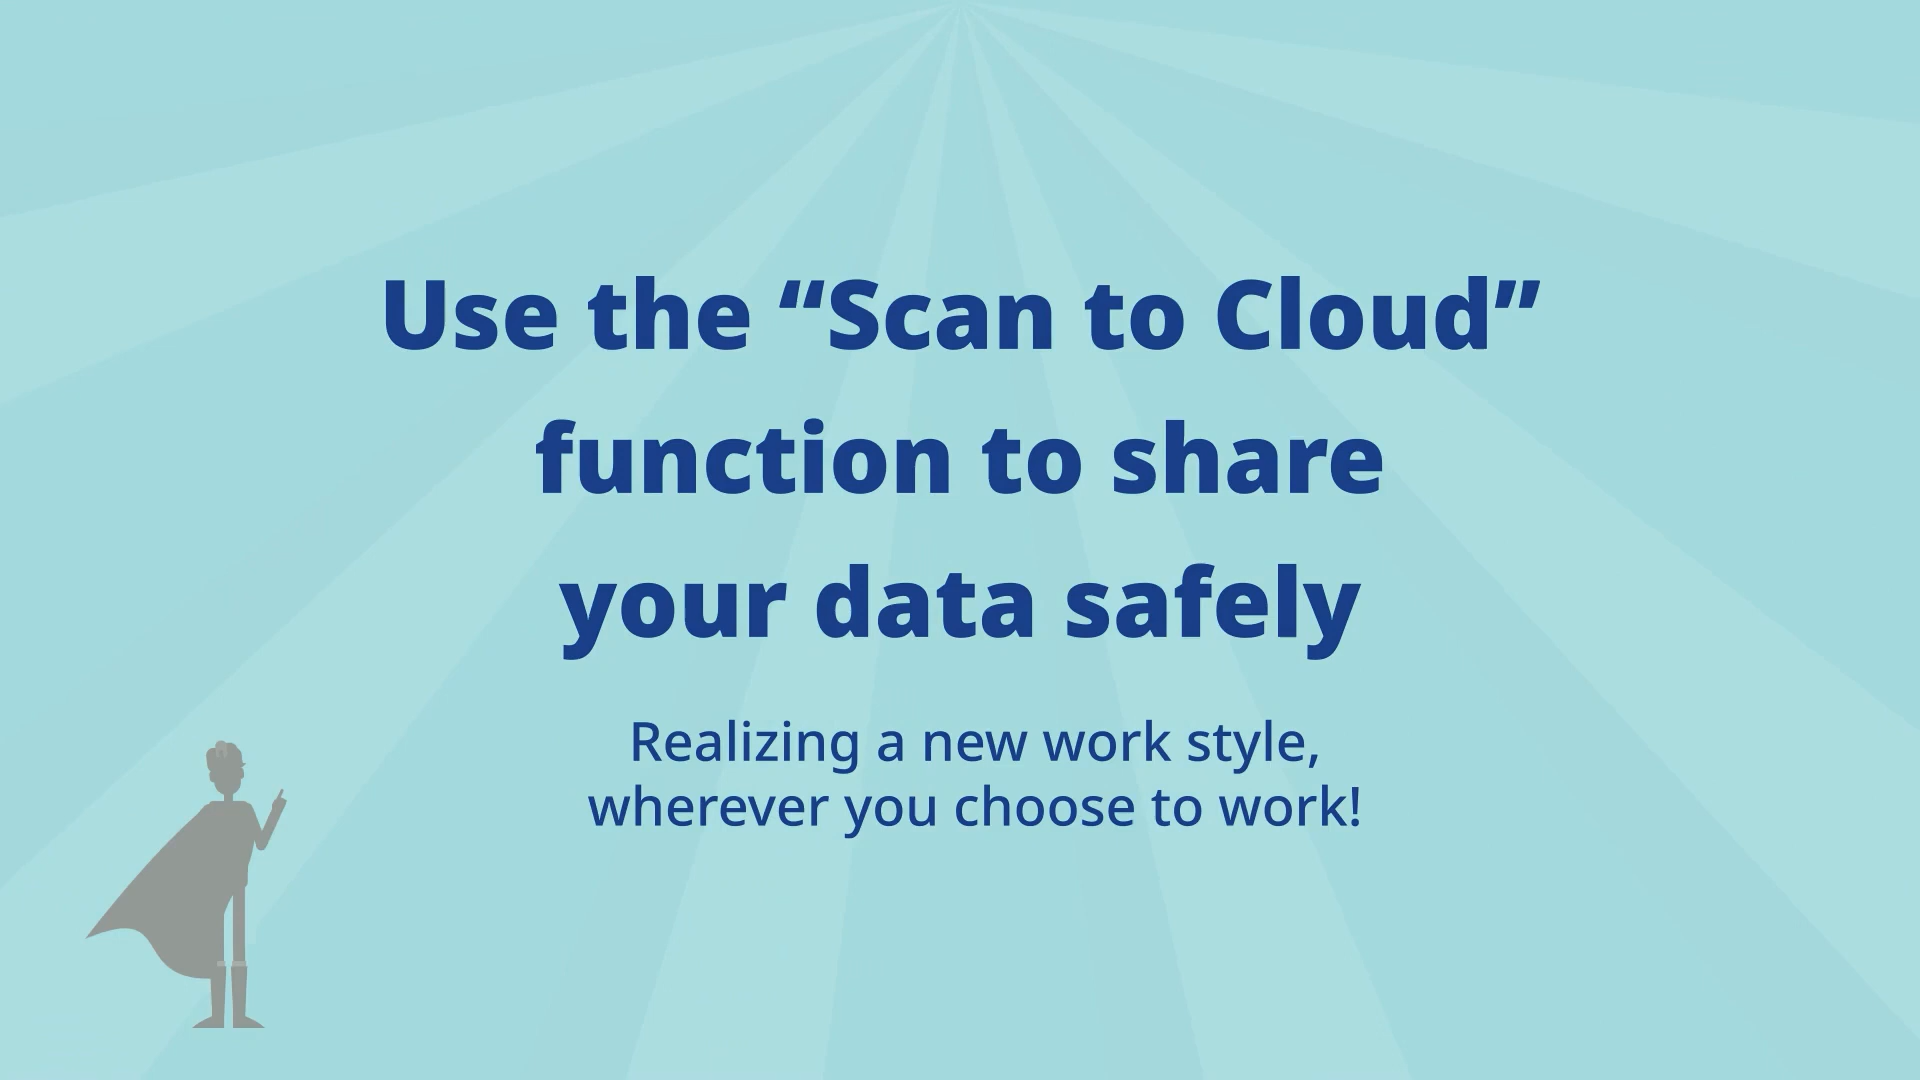 Use the “Scan to Cloud”
function to share
your data safely
Realizing a new work style,
wherever you choose to work!